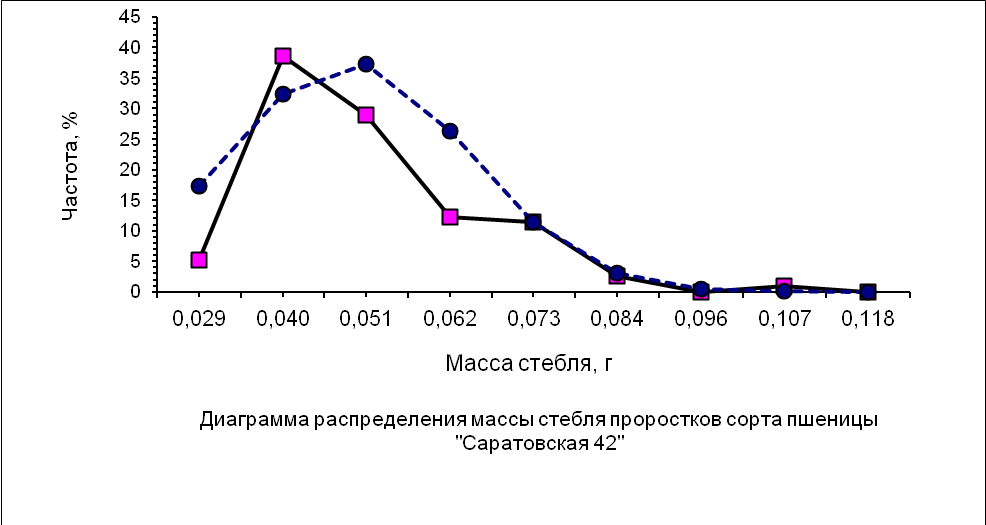 45
40
35
30
25
20
15
10
5
0
Частота, %
0,029 0,040 0,051 0,062 0,073 0,084 0,096 0,107 0,118
Масса стебля, г
Диаграмма распределения массы стебля проростков сорта пшеницы
"Саратовская 42"